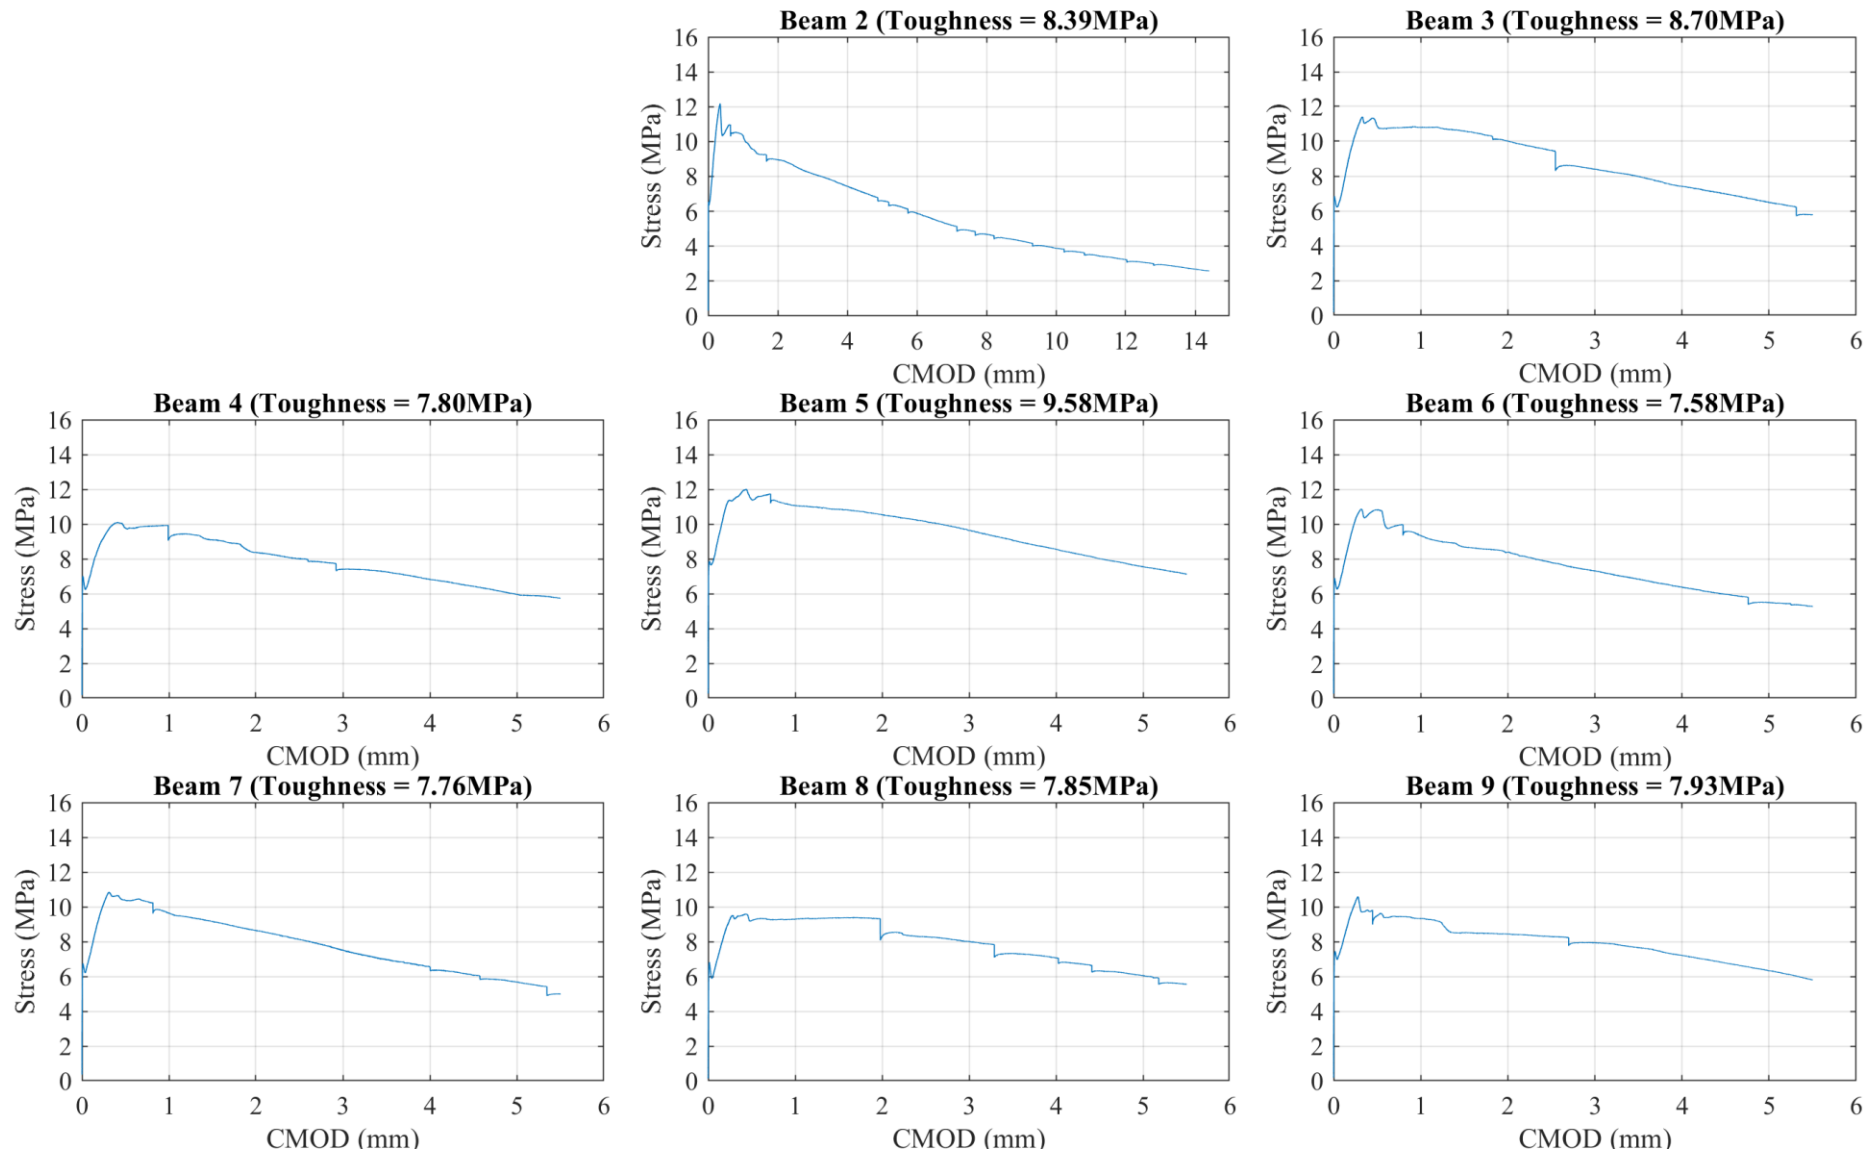 Beam 2 (Toughness = 8.39MPa)
Stress (MPa)
16
14
12
10
8
6
4
2
0
0 2 4 6 8 10 12 14
CMOD (mm)
Beam 3 (Toughness = 8.70MPa)
Stress (MPa)
16
14
12
10
8
6
4
2
0
0 1 2 3 4 5 6
CMOD (mm)
Beam 4 (Toughness = 7.80MPa)
Stress (MPa)
16
14
12
10
8
6
4
2
0
0 1 2 3 4 5 6
CMOD (mm)
Beam 5 (Toughness = 9.58MPa)
Stress (MPa)
16
14
12
10
8
6
4
2
0
0 1 2 3 4 5 6
CMOD (mm)
Beam 6 (Toughness = 7.58MPa)
Stress (MPa)
16
14
12
10
8
6
4
2
0
0 1 2 3 4 5 6
CMOD (mm)
Beam 7 (Toughness = 7.76MPa)
Stress (MPa)
16
14
12
10
8
6
4
2
0
0 1 2 3 4 5 6
CMOD (mm)
Beam 8 (Toughness = 7.85MPa)
Stress (MPa)
16
14
12
10
8
6
4
2
0
0 1 2 3 4 5 6
CMOD (mm)
Beam 9 (Toughness = 7.93MPa)
Stress (MPa)
16
14
12
10
8
6
4
2
0
0 1 2 3 4 5 6
CMOD (mm)